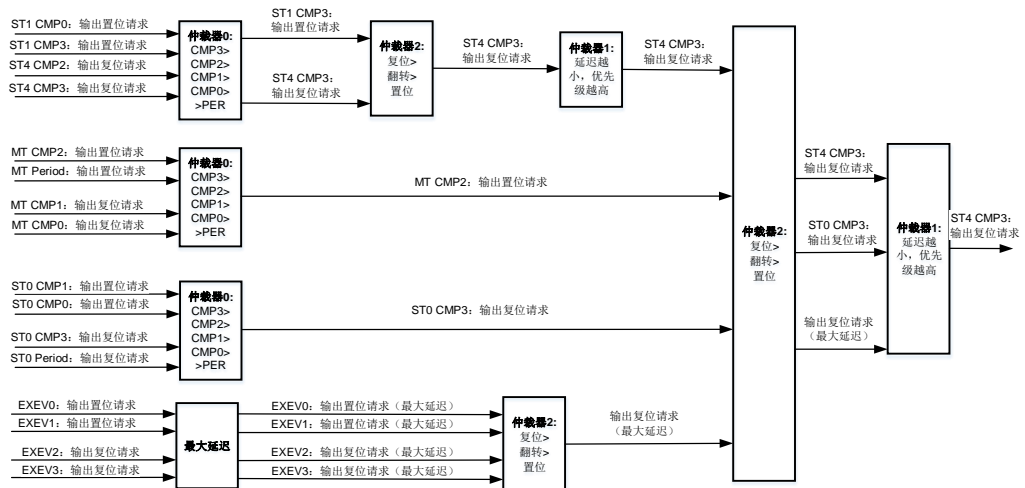 ST1 CMP0：输出置位请求
ST1 CMP3：输出置位请求
ST4 CMP2：输出复位请求
ST4 CMP3：输出复位请求
仲载器0:
CMP3>
CMP2>
CMP1>
CMP0>
>PER
ST1 CMP3：
输出置位请求
ST4 CMP3：
输出复位请求
仲载器2:
复位>
翻转>
置位
ST4 CMP3：
输出复位请求
仲载器1:
延迟越
小，优先
级越高
ST4 CMP3：
输出复位请求
MT CMP2：输出置位请求
MT Period：输出置位请求
MT CMP1：输出复位请求
MT CMP0：输出复位请求
仲载器0:
CMP3>
CMP2>
CMP1>
CMP0>
>PER
MT CMP2：输出置位请求
ST0 CMP1：输出置位请求
ST0 CMP0：输出置位请求
ST0 CMP3：输出复位请求
ST0 Period：输出复位请求
仲载器0:
CMP3>
CMP2>
CMP1>
CMP0>
>PER
ST0 CMP3：输出复位请求
EXEV0：输出置位请求
EXEV1：输出置位请求
EXEV2：输出复位请求
EXEV3：输出复位请求
最大延迟
EXEV0：输出置位请求（最大延迟）
EXEV1：输出置位请求（最大延迟）
EXEV2：输出复位请求（最大延迟）
EXEV3：输出复位请求（最大延迟）
仲载器2:
复位>
翻转>
置位
输出复位请求
（最大延迟）
仲载器2:
复位>
翻转>
置位
ST4 CMP3：
输出复位请求
ST0 CMP3：
输出复位请求
输出复位请求
（最大延迟）
仲载器1:
延迟越
小，优先
级越高
ST4 CMP3：
输出复位请求